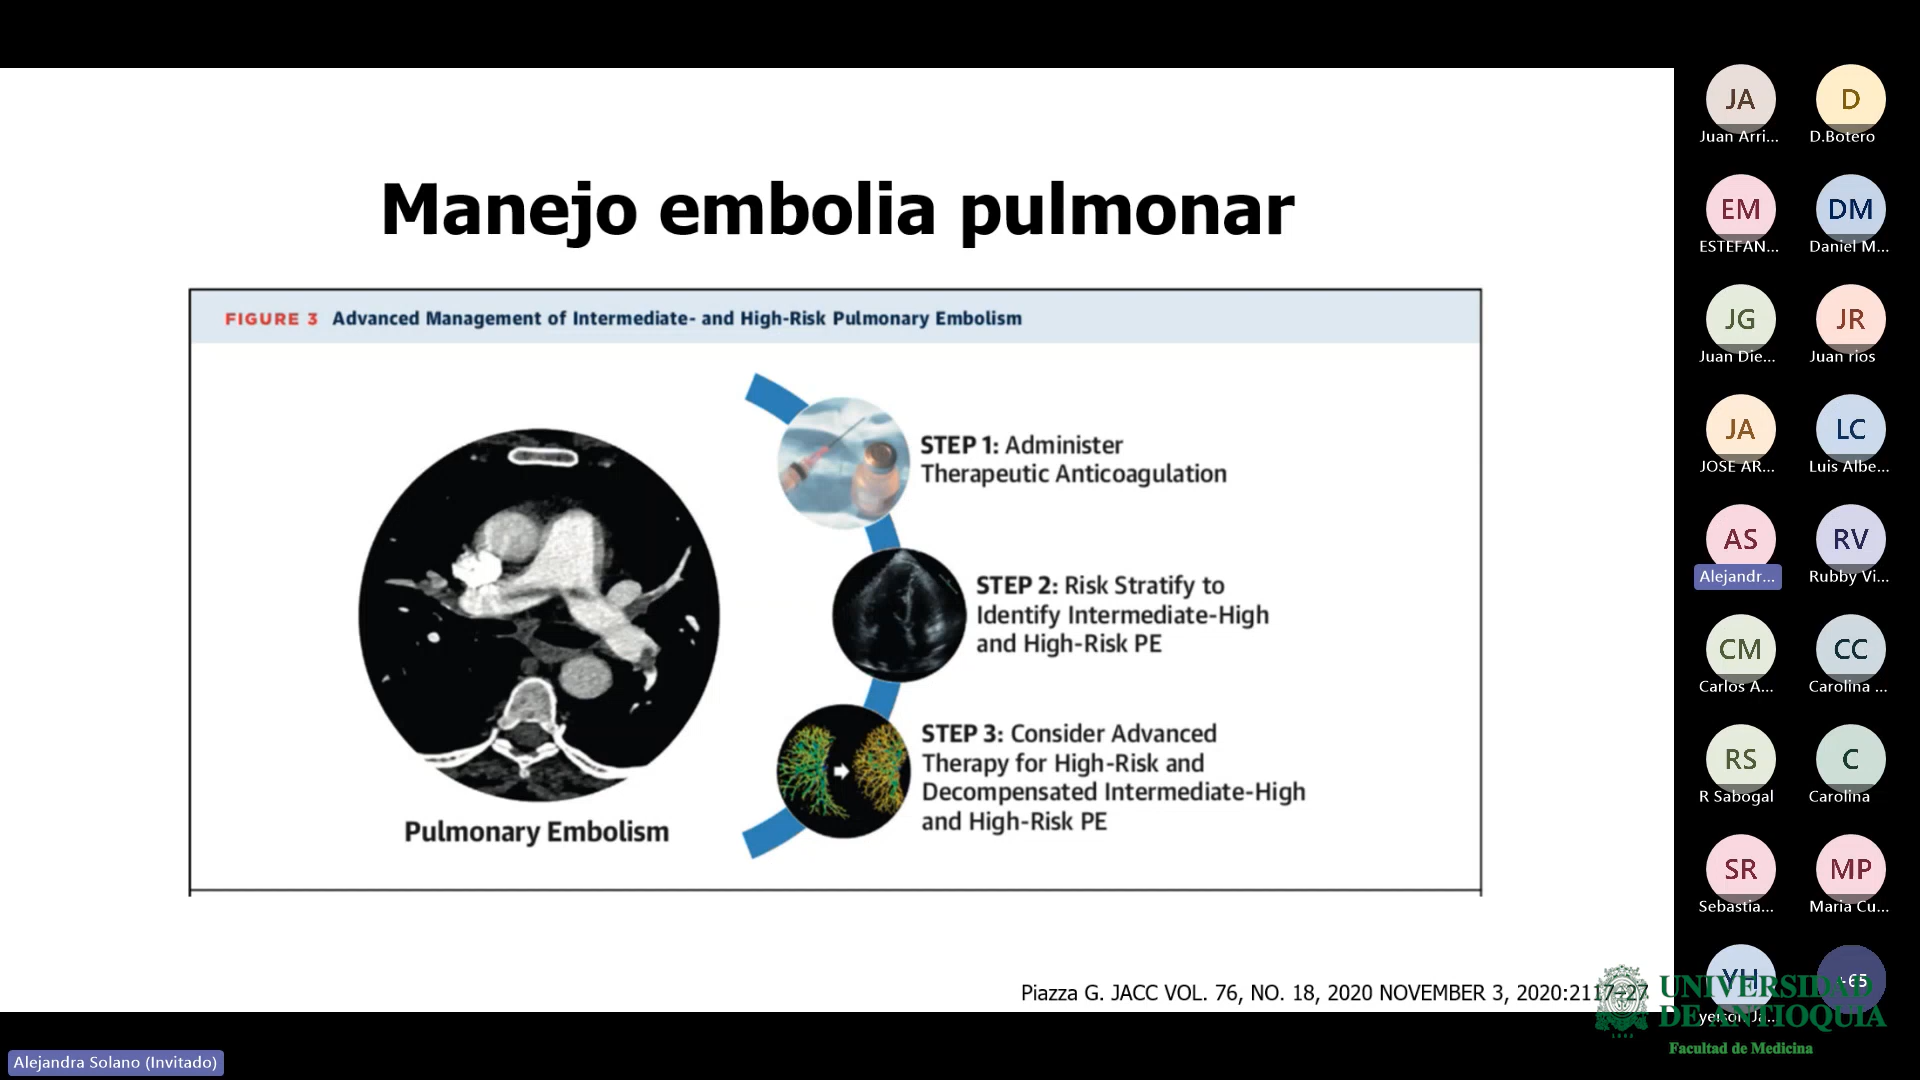 Manejo embolia pulmonar
FIGURE 3 Advanced Management of Intermediate- and High-Risk Pulmonary Embolism
STEP 1: Administer
Therapeutic Anticoagulation
STEP 2: Risk Stratify to
Identify Intermediate-High
and High-Risk PE
STEP 3: Consider Advanced
Therapy for High-Risk and
Decompensated Intermediate-High
and High-Risk PE
Pulmonary Embolism
Piazza G. JACC VOL. 76, NO. 18, 2020 NOVEMBER 3, 2020:2117-27
JA
Juan Arri...
D
D.Botero
EM
ESTEFAN...
DM
Daniel M...
JG
Juan Die...
JR
Juan rios
JA
JOSE AR...
LC
Luis Albe...
AS
Alejandr...
RV
Rubby Vi...
CM
Carlos A...
CC
Carolina ...
RS
R Sabogal
C
Carolina
SR
Sebastia...
MP
Maria Cu...
YH
+65
UNIVERSIDAD
DE ANTIOQUIA
Facultad de Medicina
Alejandra Solano (Invitado)